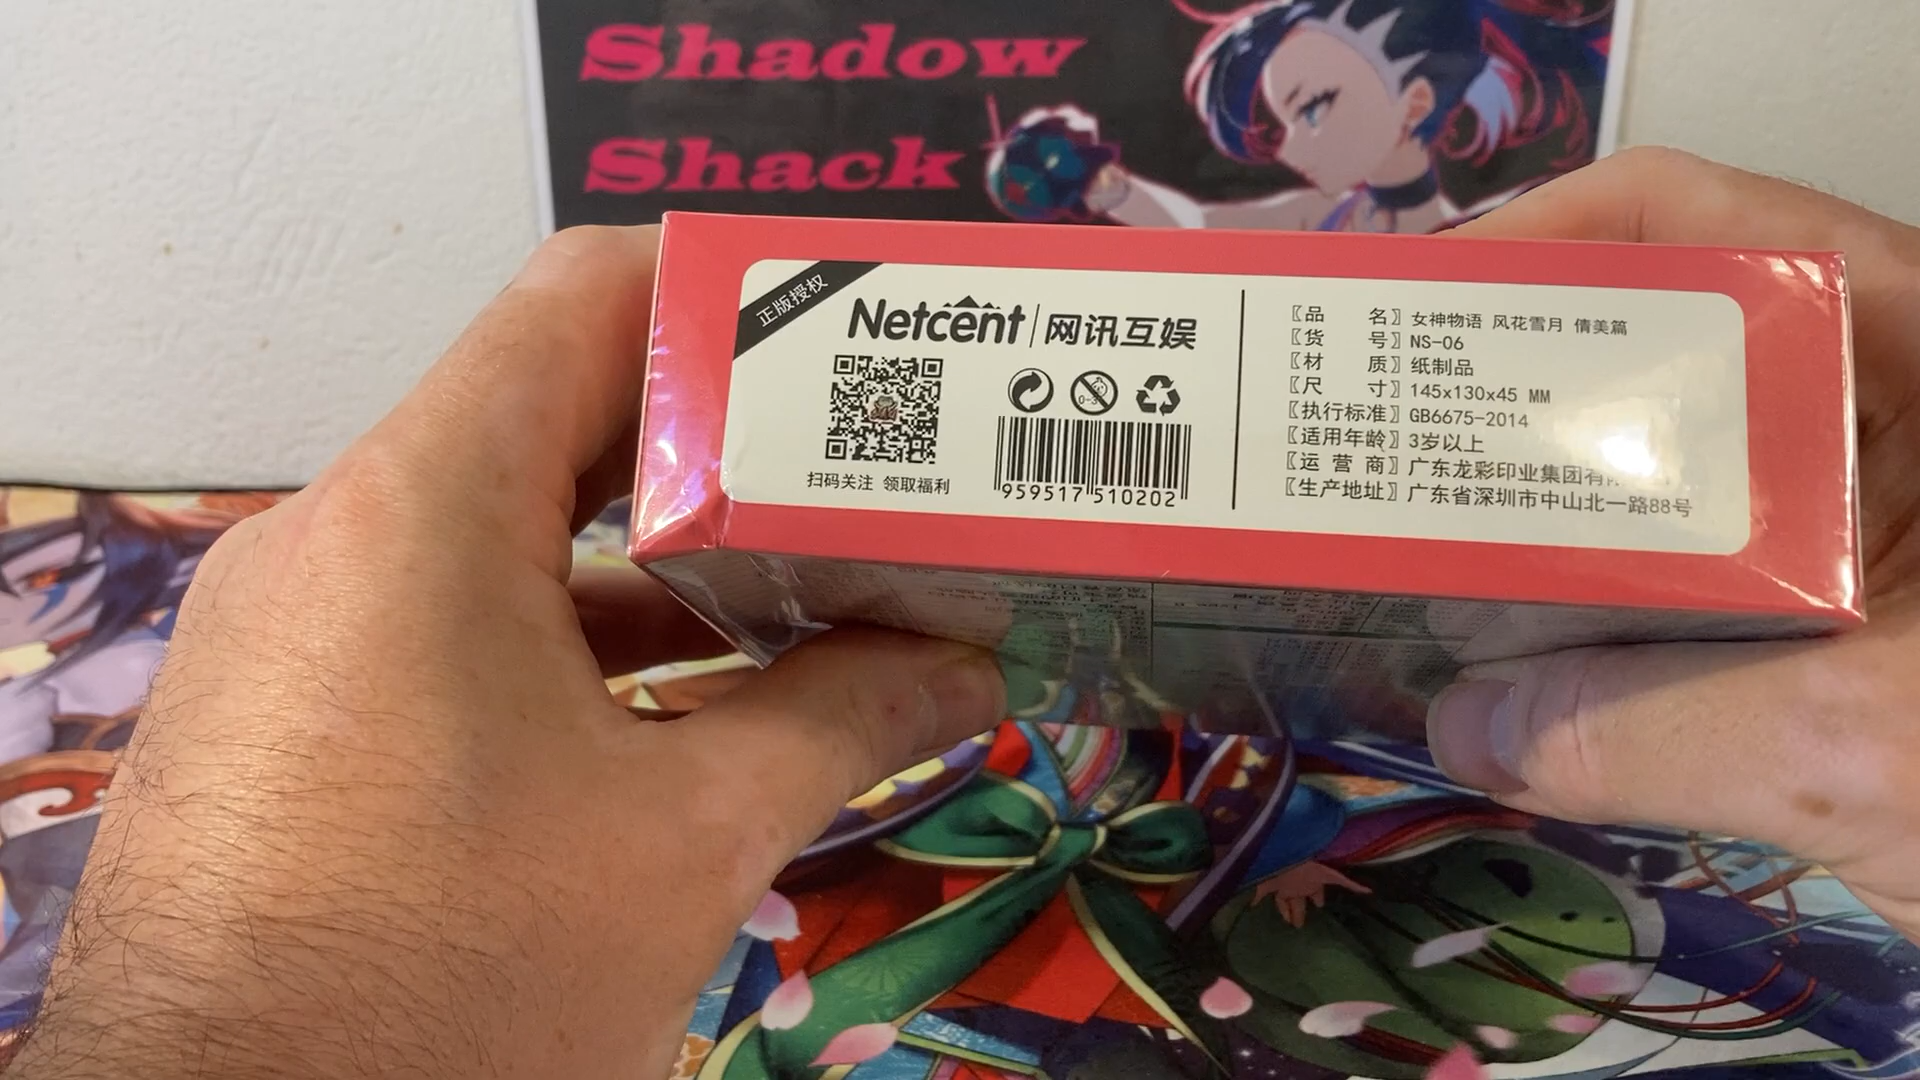 Shadow
Shack
正版授权
Netcent 网讯互娱
扫码关注 领取福利
0-3
959517 510202
〖品 名〗女神物语 风花雪月 倩美篇
〖货 号〗NS-06
〖材 质〗纸制品
〖尺 寸〗145x130x45 MM
〖执行标准〗GB6675-2014
〖适用年龄〗3岁以上
〖运 营 商〗广东龙彩印业集团有
〖生产地址〗广东省深圳市中山北一路88号